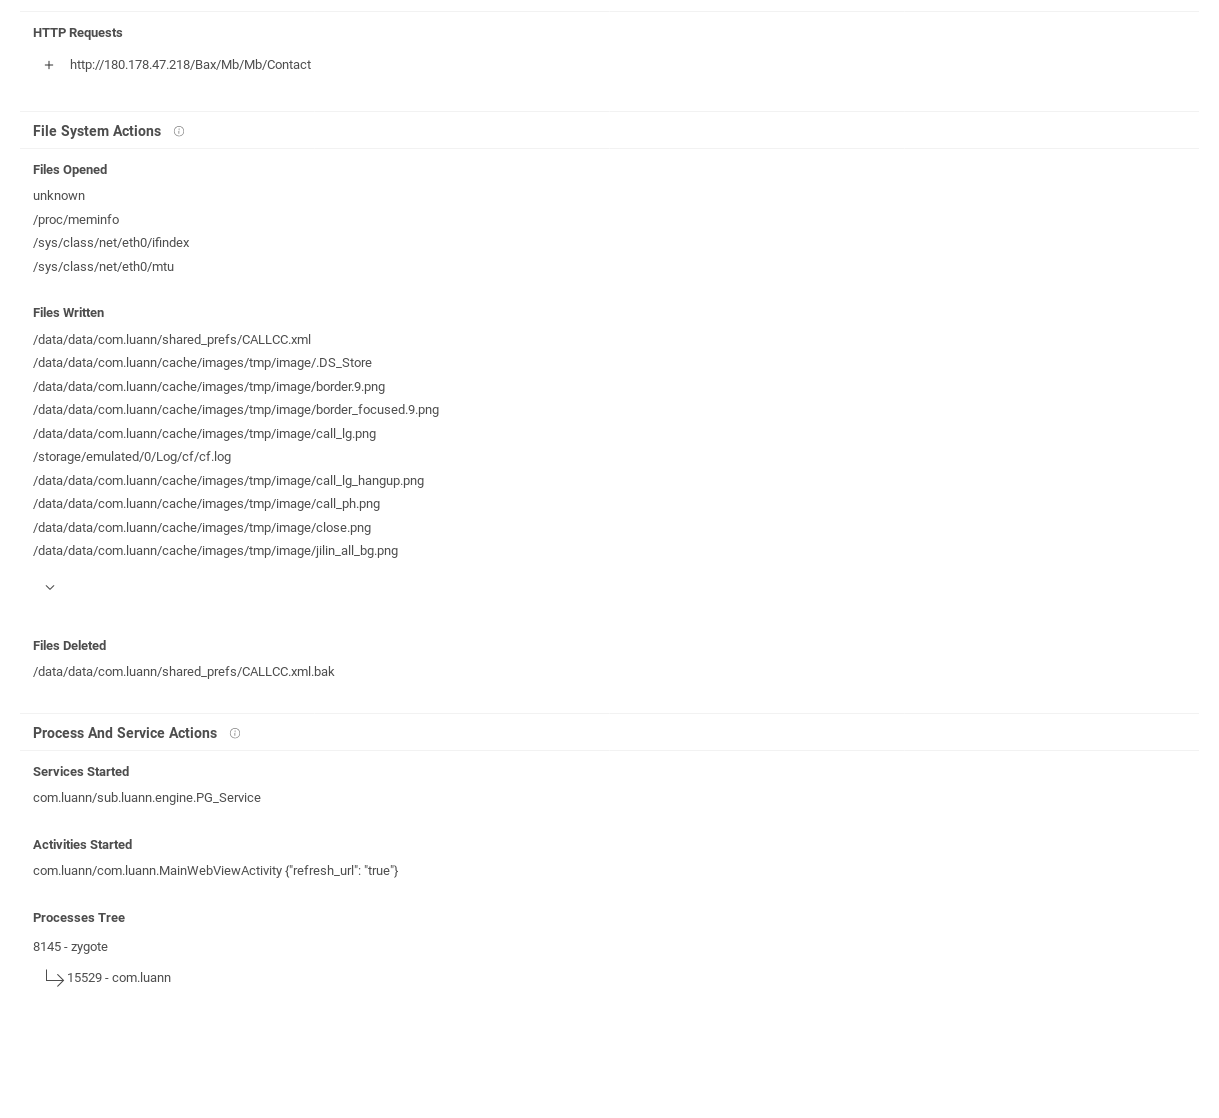 HTTP Requests
+ http://180.178.47.218/Bax/Mb/Mb/Contact
File System Actions
Files Opened
unknown
/proc/meminfo
/sys/class/net/eth0/ifindex
/sys/class/net/eth0/mtu
Files Written
/data/data/com.luann/shared_prefs/CALLCC.xml
/data/data/com.luann/cache/images/tmp/image/.DS_Store
/data/data/com.luann/cache/images/tmp/image/border.9.png
/data/data/com.luann/cache/images/tmp/image/border_focused.9.png
/data/data/com.luann/cache/images/tmp/image/call_lg.png
/storage/emulated/0/Log/cf/cf.log
/data/data/com.luann/cache/images/tmp/image/call_lg_hangup.png
/data/data/com.luann/cache/images/tmp/image/call_ph.png
/data/data/com.luann/cache/images/tmp/image/close.png
/data/data/com.luann/cache/images/tmp/image/jilin_all_bg.png
Files Deleted
/data/data/com.luann/shared_prefs/CALLCC.xml.bak
Process And Service Actions
Services Started
com.luann/sub.luann.engine.PG_Service
Activities Started
com.luann/com.luann.MainWebViewActivity {"refresh_url": "true"}
Processes Tree
8145 - zygote
15529 - com.luann